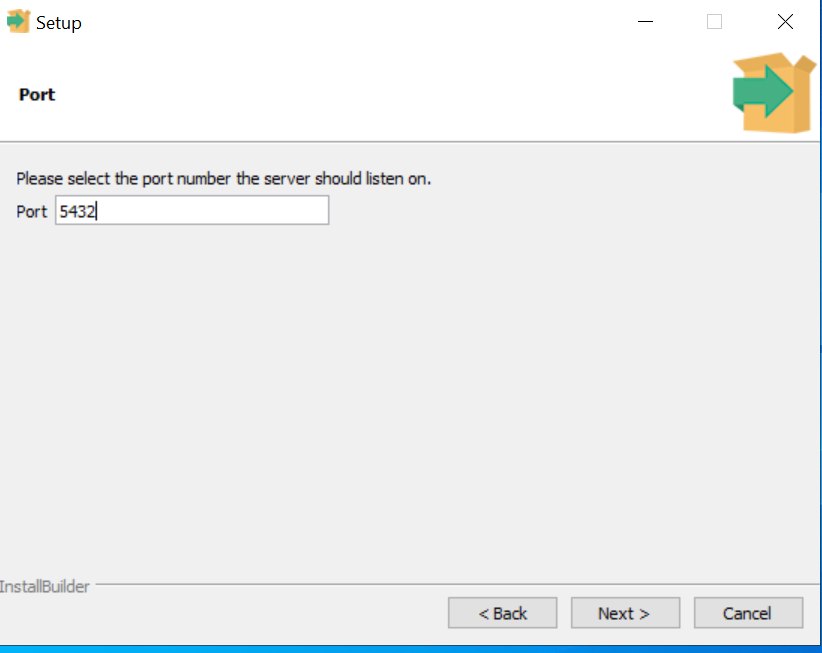 Setup
Port
Please select the port number the server should listen on.
Port 5432
InstallBuilder
< Back Next > Cancel